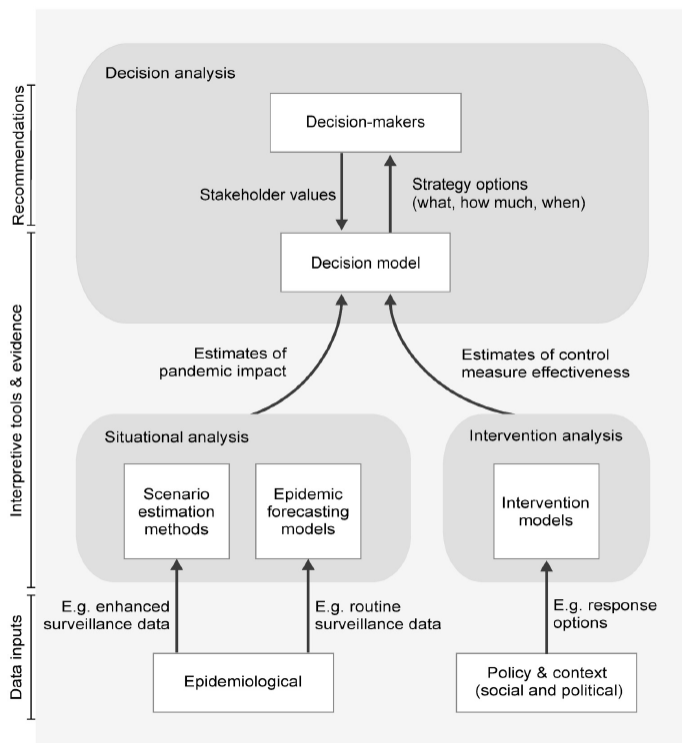 Decision analysis
Decision-makers
Stakeholder values
Strategy options
(what, how much, when)
Decision model
Estimates of
pandemic impact
Estimates of control
measure effectiveness
Situational analysis
Scenario
estimation
methods
Epidemic
forecasting
models
Intervention analysis
Intervention
models
E.g. enhanced
surveillance data
E.g. routine
surveillance data
E.g. response
options
Epidemiological
Policy & context
(social and political)
Recommendations
Interpretive tools & evidence
Data inputs